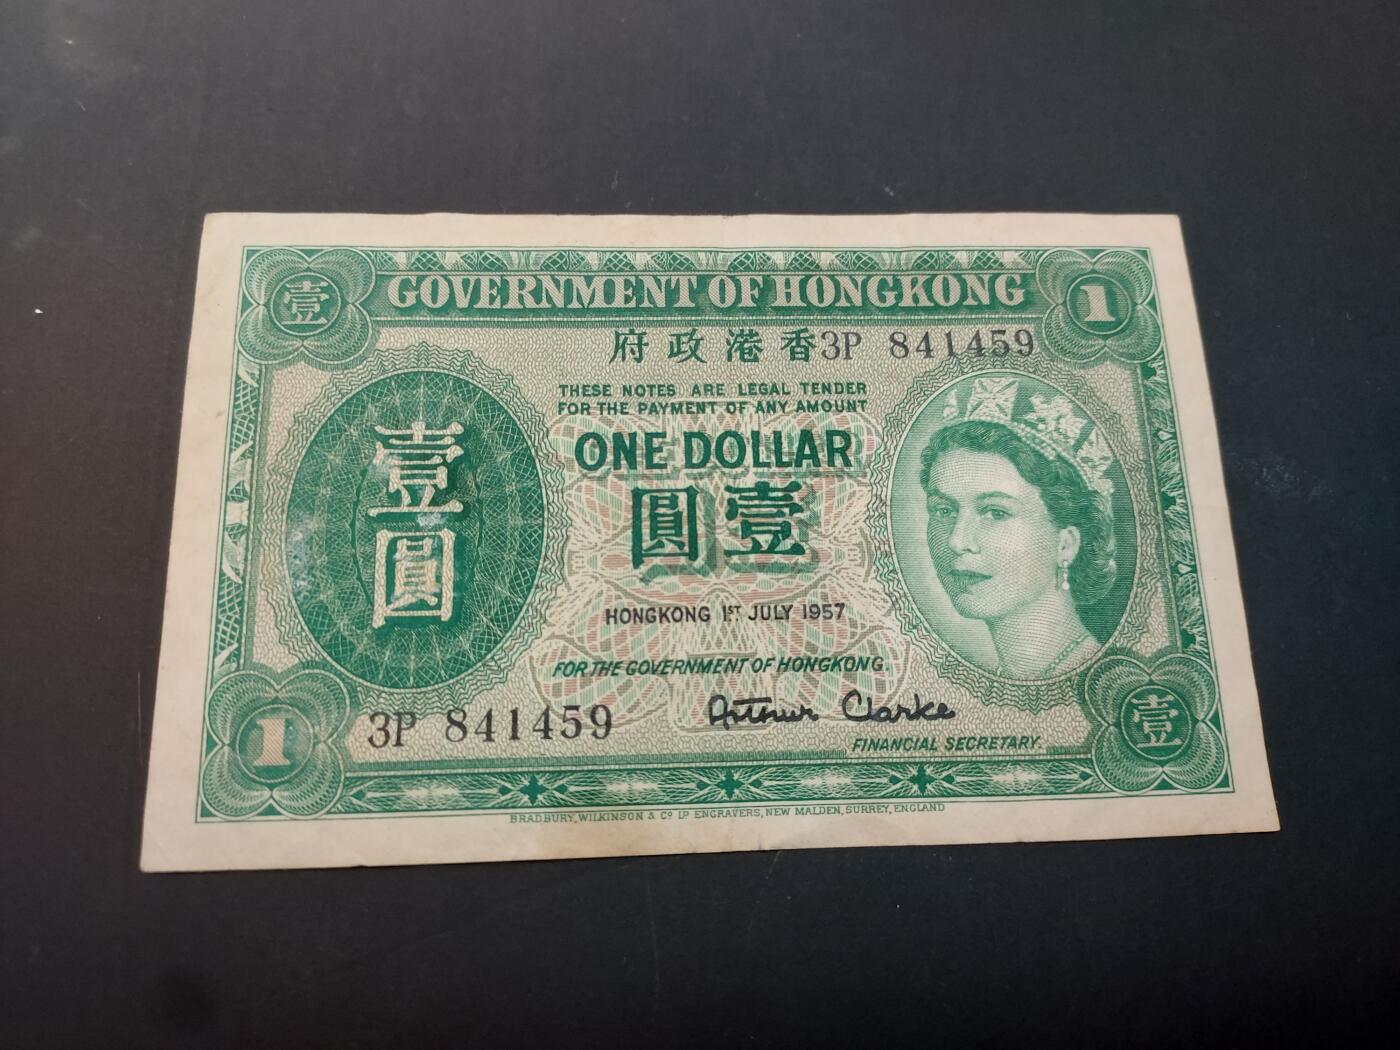 壹
GOVERNMENT OF HONGKONG
1
府政港香
3P 841459
THESE NOTES ARE LEGAL TENDER
FOR THE PAYMENT OF ANY AMOUNT
ONE DOLLAR
圓壹
壹圓
HONGKONG 1ST. JULY 1957
FOR THE GOVERNMENT OF HONGKONG.
Arthur Clarke
FINANCIAL SECRETARY.
3P 841459
1
壹
BRADBURY, WILKINSON & Co. LD. ENGRAVERS, NEW MALDEN, SURREY, ENGLAND